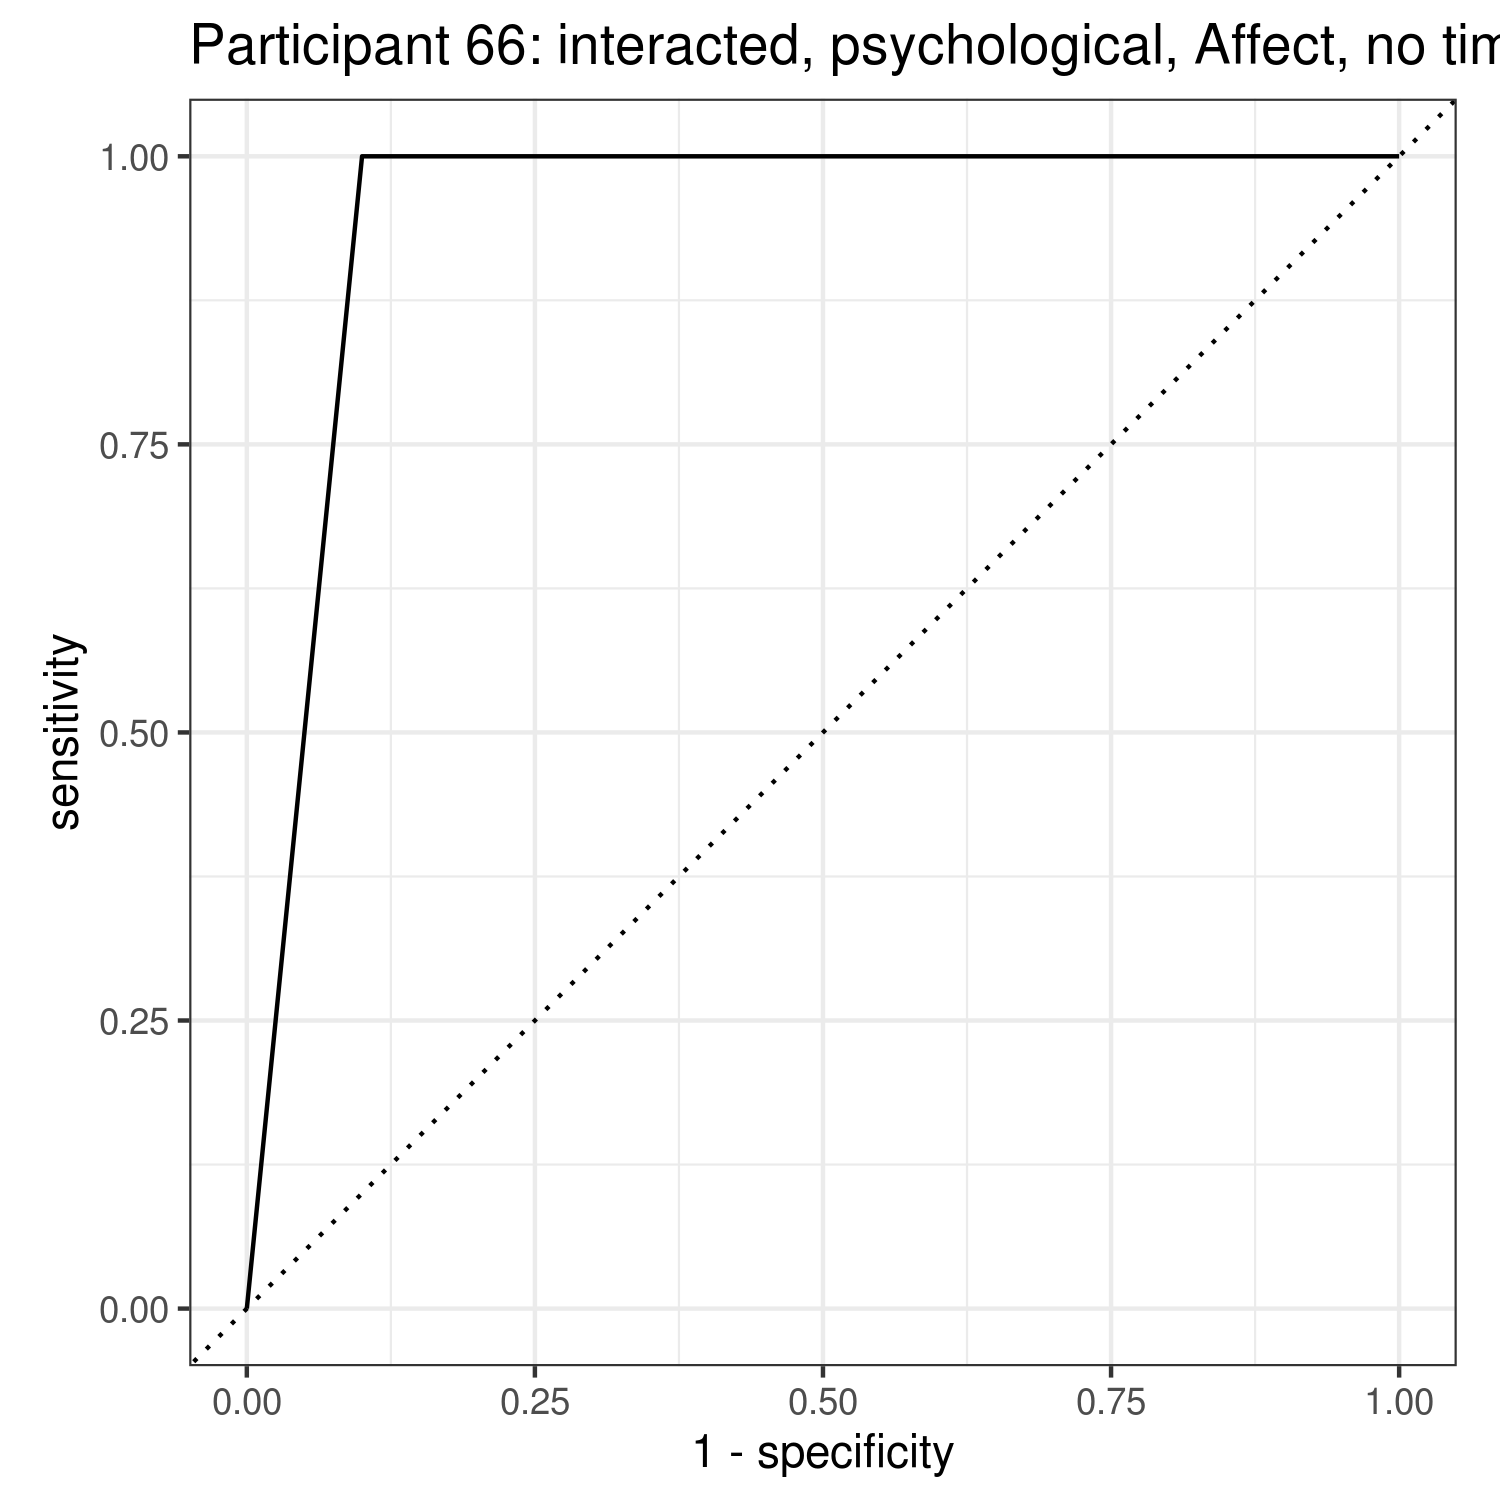 Participant 66: interacted, psychological, Affect, no
1.00
0.75
0.50
0.25
0.00
sensitivity
0.00 0.25 0.50 0.75 1.00
1 - specificity